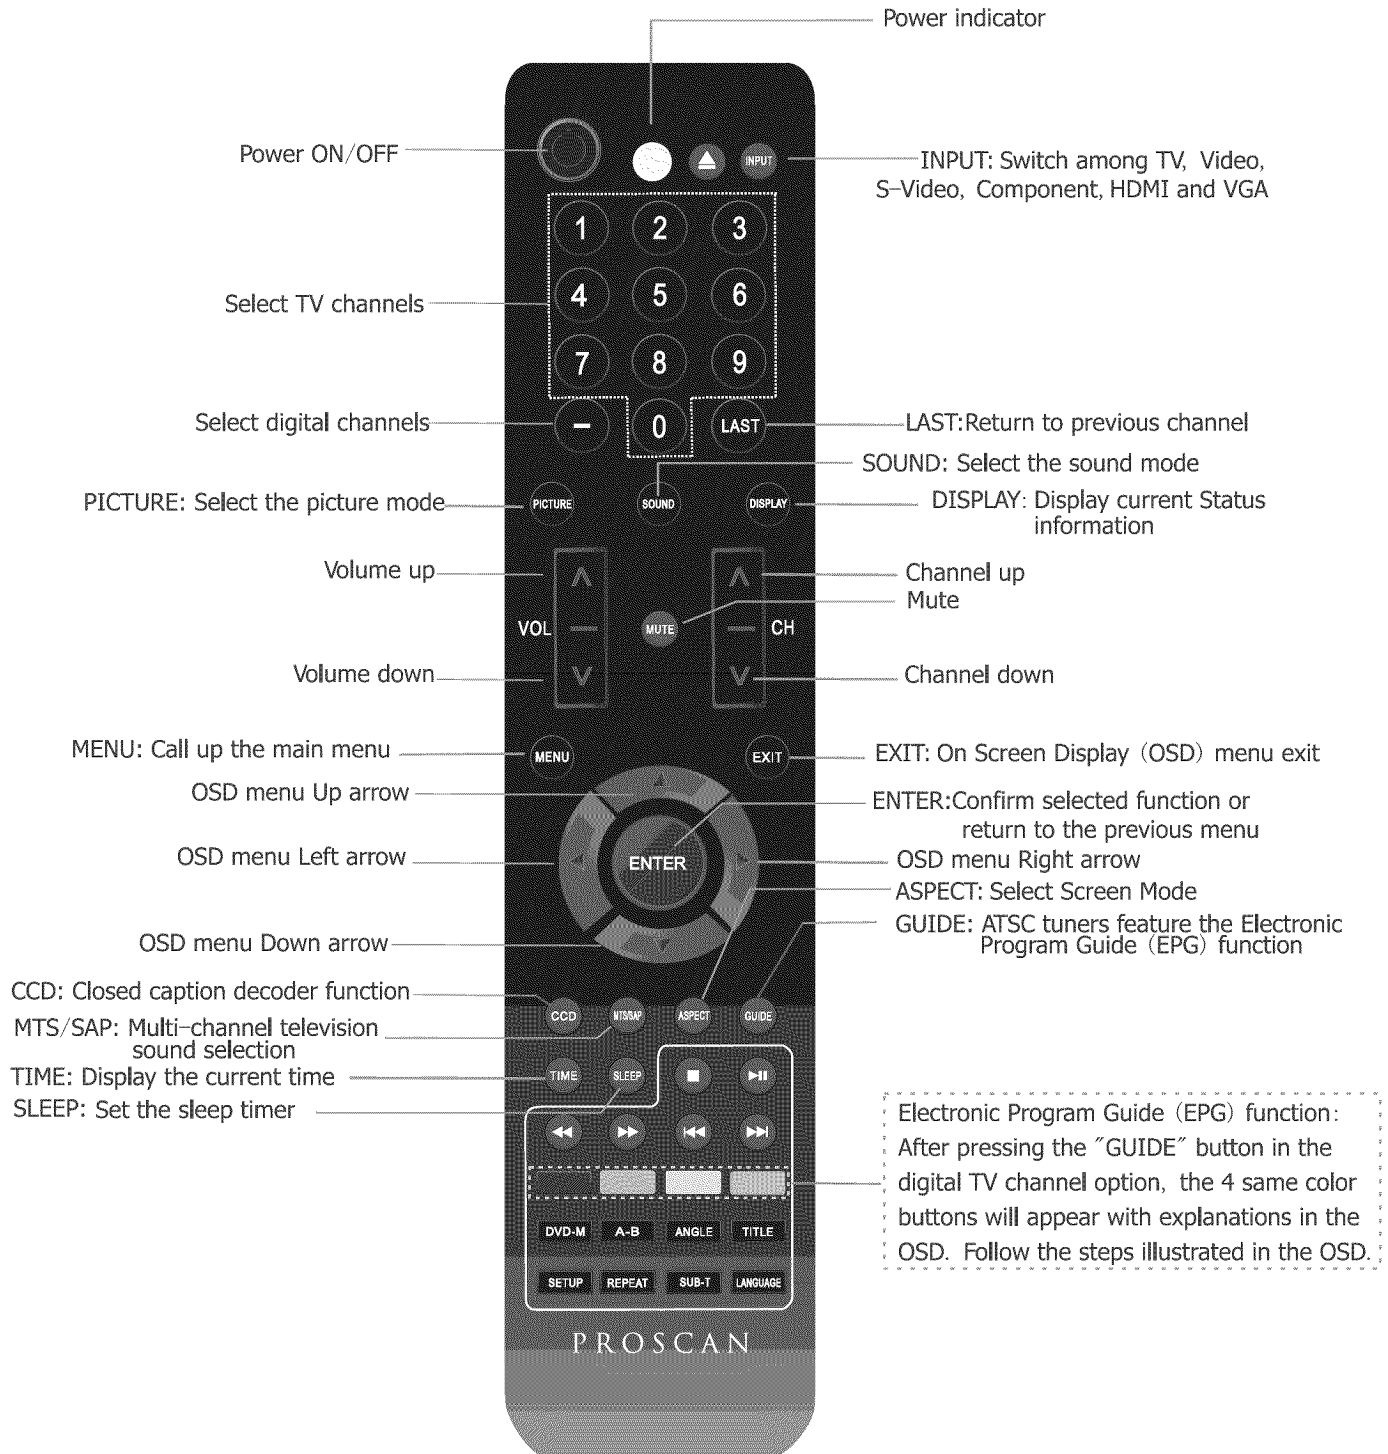 Power indicator
Power ON/OFF
INPUT
INPUT: Switch among TV, Video,
S-Video, Component, HDMI and VGA
1 2 3
Select TV channels
4 5 6
7 8 9
Select digital channels
- 0 LAST
LAST:Return to previous channel
SOUND: Select the sound mode
PICTURE: Select the picture mode
PICTURE SOUND DISPLAY
DISPLAY: Display current Status
information
Volume up
Channel up
Mute
VOL MUTE CH
Volume down
Channel down
MENU: Call up the main menu
MENU EXIT
EXIT: On Screen Display (OSD) menu exit
OSD menu Up arrow
ENTER:Confirm selected function or
return to the previous menu
OSD menu Left arrow
ENTER
OSD menu Right arrow
ASPECT: Select Screen Mode
GUIDE: ATSC tuners feature the Electronic
Program Guide (EPG) function
OSD menu Down arrow
CCD: Closed caption decoder function
CCD MTS/SAP ASPECT GUIDE
MTS/SAP: Multi-channel television
sound selection
TIME: Display the current time
TIME SLEEP
SLEEP: Set the sleep timer
Electronic Program Guide (EPG) function:
After pressing the "GUIDE" button in the
digital TV channel option, the 4 same color
buttons will appear with explanations in the
OSD. Follow the steps illustrated in the OSD.
DVD-M A-B ANGLE TITLE
SETUP REPEAT SUB-T LANGUAGE
PROSCAN